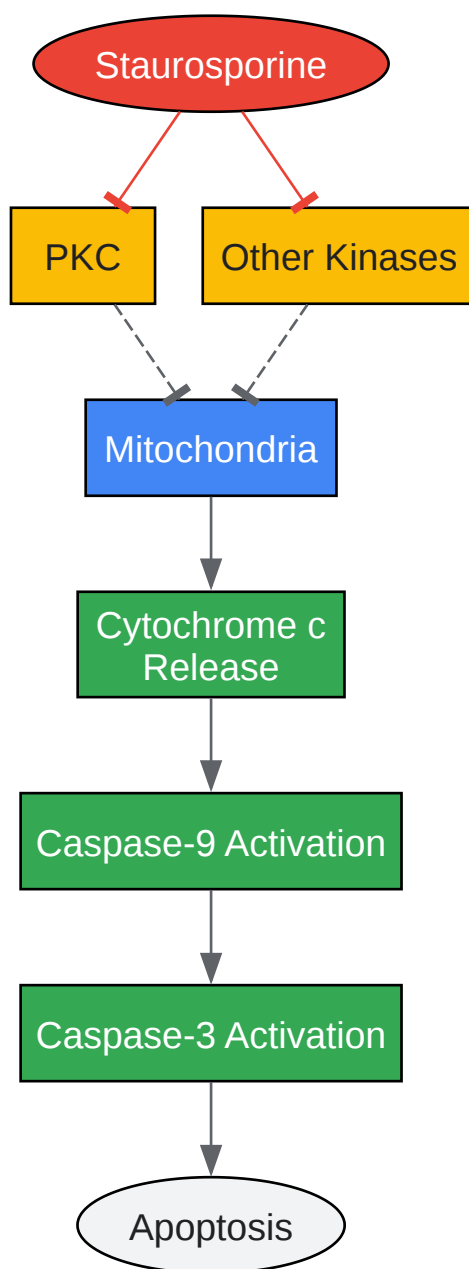 Staurosporine
PKC
Other Kinases
Mitochondria
Cytochrome c
Release
Caspase-9 Activation
Caspase-3 Activation
Apoptosis